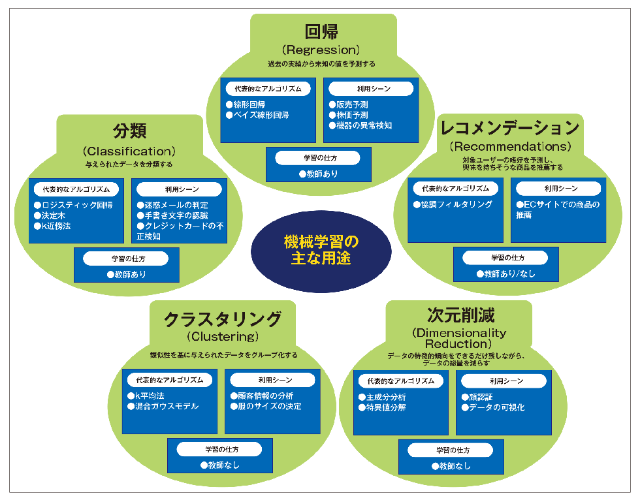 回帰
(Regression)
過去の実績から未知の値を予測する
代表的なアルゴリズム
●線形回帰
●ベイズ線形回帰
利用シーン
●販売予測
●株価予測
●機器の異常検知
学習の仕方
●教師あり
分類
(Classification)
与えられたデータを分類する
代表的なアルゴリズム
●ロジスティック回帰
●決定木
●k近傍法
利用シーン
●迷惑メールの判定
●手書き文字の認識
●クレジットカードの不
正検知
学習の仕方
●教師あり
レコメンデーション
(Recommendations)
対象ユーザーの嗜好を予測し、
興味を持ちそうな商品を推薦する
代表的なアルゴリズム
●協調フィルタリング
利用シーン
●ECサイトでの商品の
推薦
学習の仕方
●教師あり/なし
機械学習の
主な用途
クラスタリング
(Clustering)
類似性を基に与えられたデータをグループ化する
代表的なアルゴリズム
●k平均法
●混合ガウスモデル
利用シーン
●顧客情報の分析
●服のサイズの決定
学習の仕方
●教師なし
次元削減
(Dimensionality
Reduction)
データの特徴的傾向をできるだけ残しながら、
データの総量を減らす
代表的なアルゴリズム
●主成分分析
●特異値分解
利用シーン
●顔認証
●データの可視化
学習の仕方
●教師なし